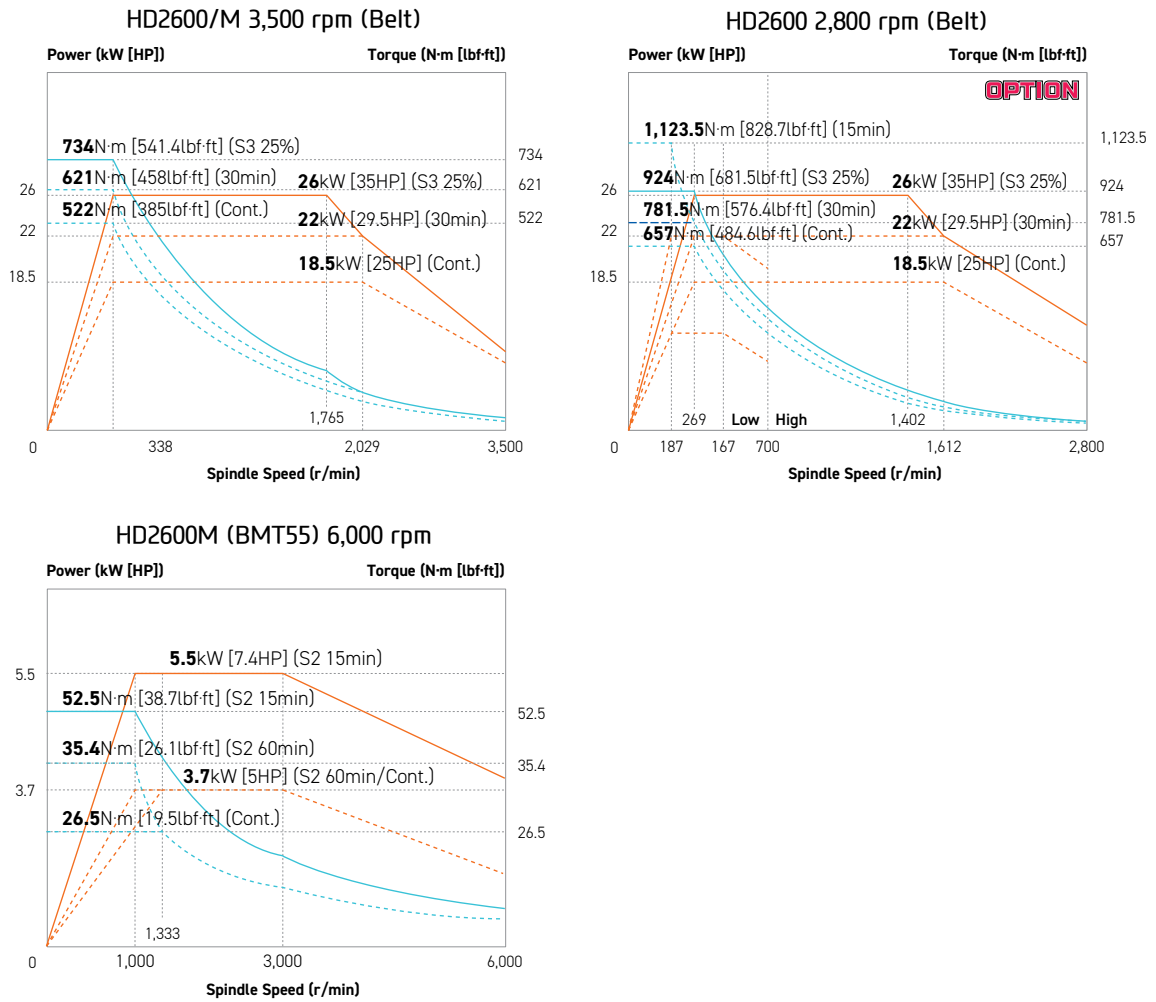 HD2600/M 3,500 rpm (Belt)
Power (kW [HP])
Torque (N·m [lbf·ft])
734N·m [541.4lbf·ft] (S3 25%)
734
621N·m [458lbf·ft] (30min)
26kW [35HP] (S3 25%)
26
621
522N·m [385lbf·ft] (Cont.)
22kW [29.5HP] (30min)
522
22
18.5kW [25HP] (Cont.)
18.5
1,765
0
338
2,029
3,500
Spindle Speed (r/min)
HD2600 2,800 rpm (Belt)
Power (kW [HP])
Torque (N·m [lbf·ft])
OPTION
1,123.5N·m [828.7lbf·ft] (15min)
1,123.5
924N·m [681.5lbf·ft] (S3 25%)
26kW [35HP] (S3 25%)
26
924
781.5N·m [576.4lbf·ft] (30min)
22kW [29.5HP] (30min)
781.5
22
657N·m [484.6lbf·ft] (Cont.)
657
18.5kW [25HP] (Cont.)
18.5
269
Low
High
1,402
0
187
167
700
1,612
2,800
Spindle Speed (r/min)
HD2600M (BMT55) 6,000 rpm
Power (kW [HP])
Torque (N·m [lbf·ft])
5.5kW [7.4HP] (S2 15min)
5.5
52.5N·m [38.7lbf·ft] (S2 15min)
52.5
35.4N·m [26.1lbf·ft] (S2 60min)
35.4
3.7kW [5HP] (S2 60min/Cont.)
3.7
26.5N·m [19.5lbf·ft] (Cont.)
26.5
1,333
0
1,000
3,000
6,000
Spindle Speed (r/min)